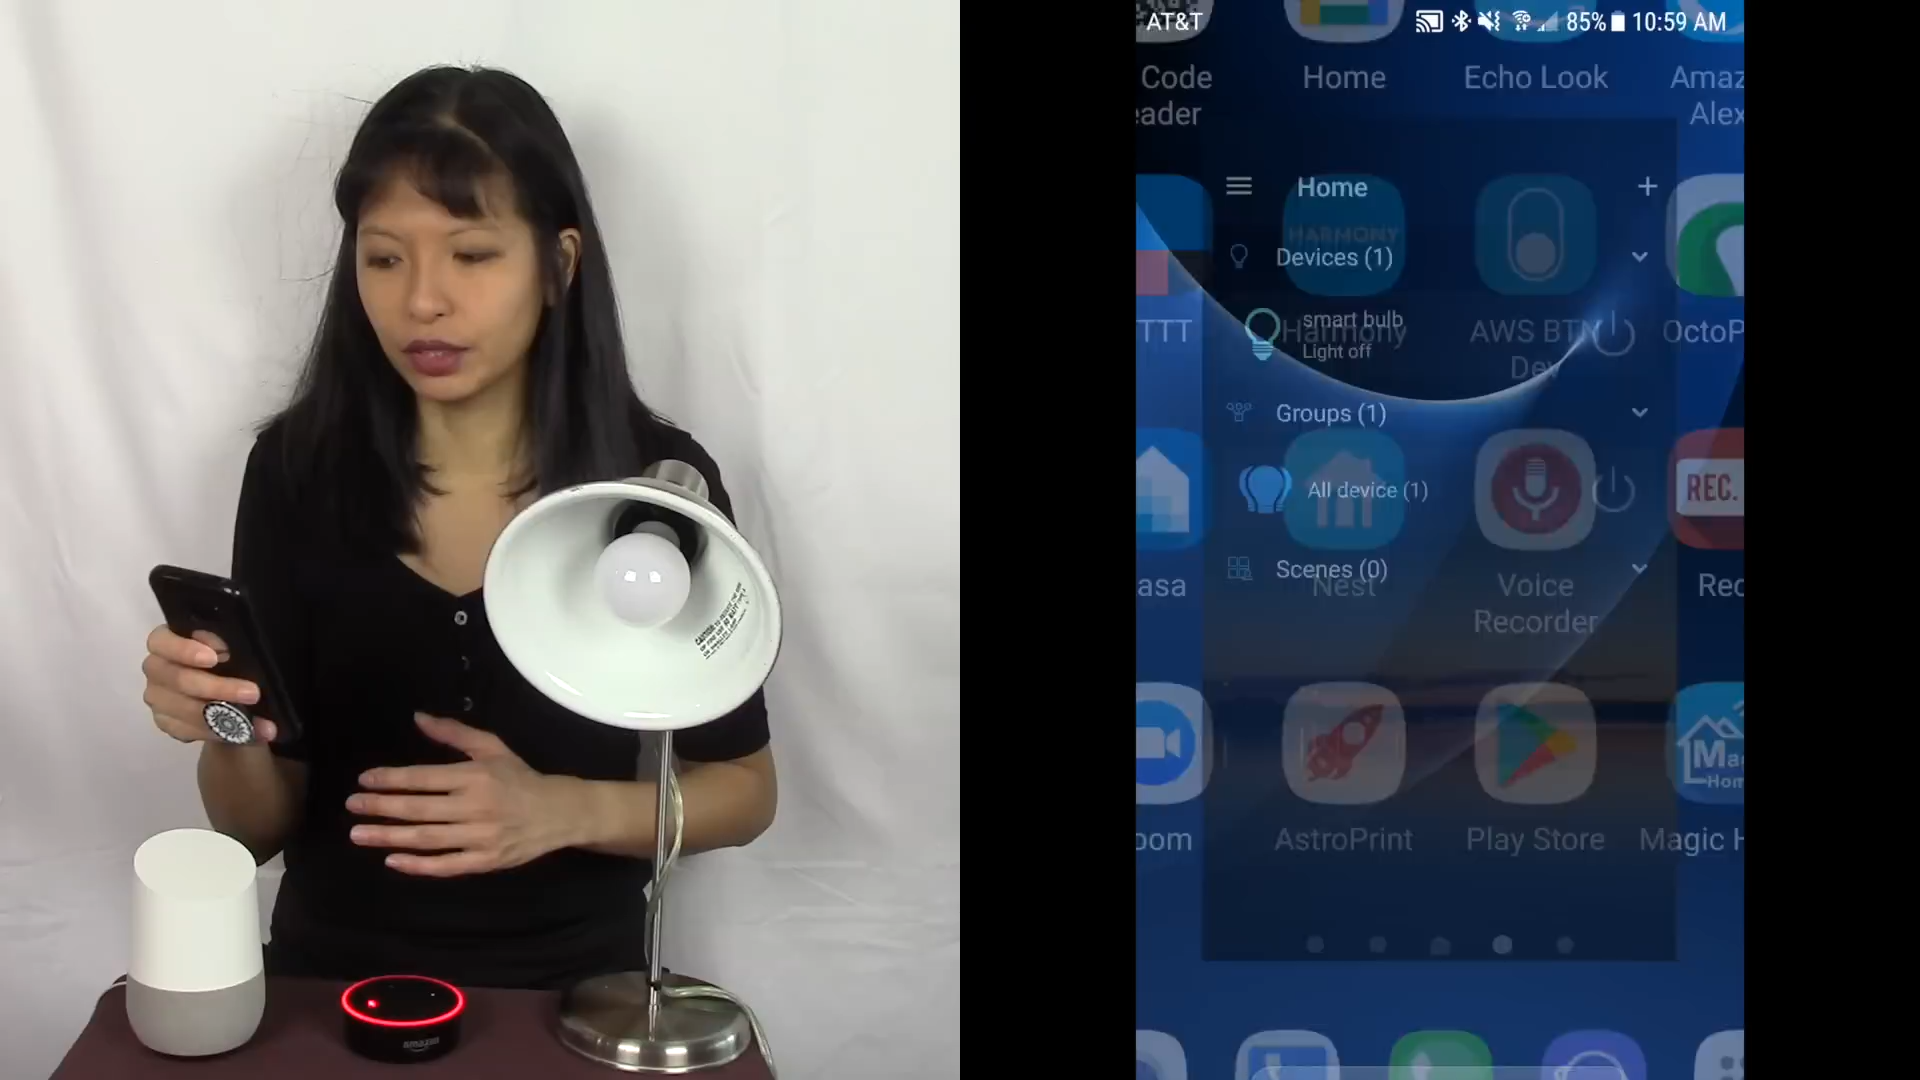 AT&T
85%
10:59 AM
Code
eader
Home
Echo Look
Amaz
Alex
Home
+
HARMONY
Devices (1)
smart bulb
Light off
TTT
Harmony
AWS BTN
Dev
OctoP
Groups (1)
All device (1)
REC.
Scenes (0)
asa
Nest
Voice
Recorder
Rec
Ma
Hom
oom
AstroPrint
Play Store
Magic H
amazon